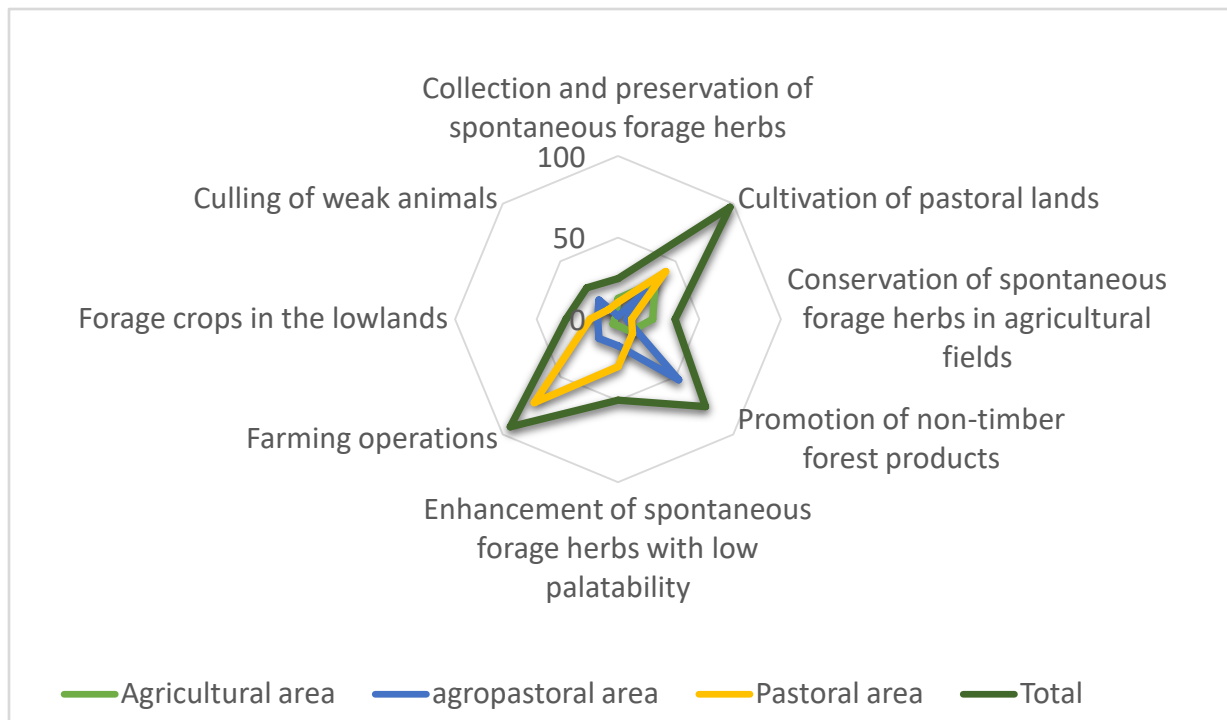 Collection and preservation of
spontaneous forage herbs
100
Culling of weak animals
Cultivation of pastoral lands
50
Conservation of spontaneous
forage herbs in agricultural
fields
Forage crops in the lowlands
0
Farming operations
Promotion of non-timber
forest products
Enhancement of spontaneous
forage herbs with low
palatability
Agricultural area
agropastoral area
Pastoral area
Total